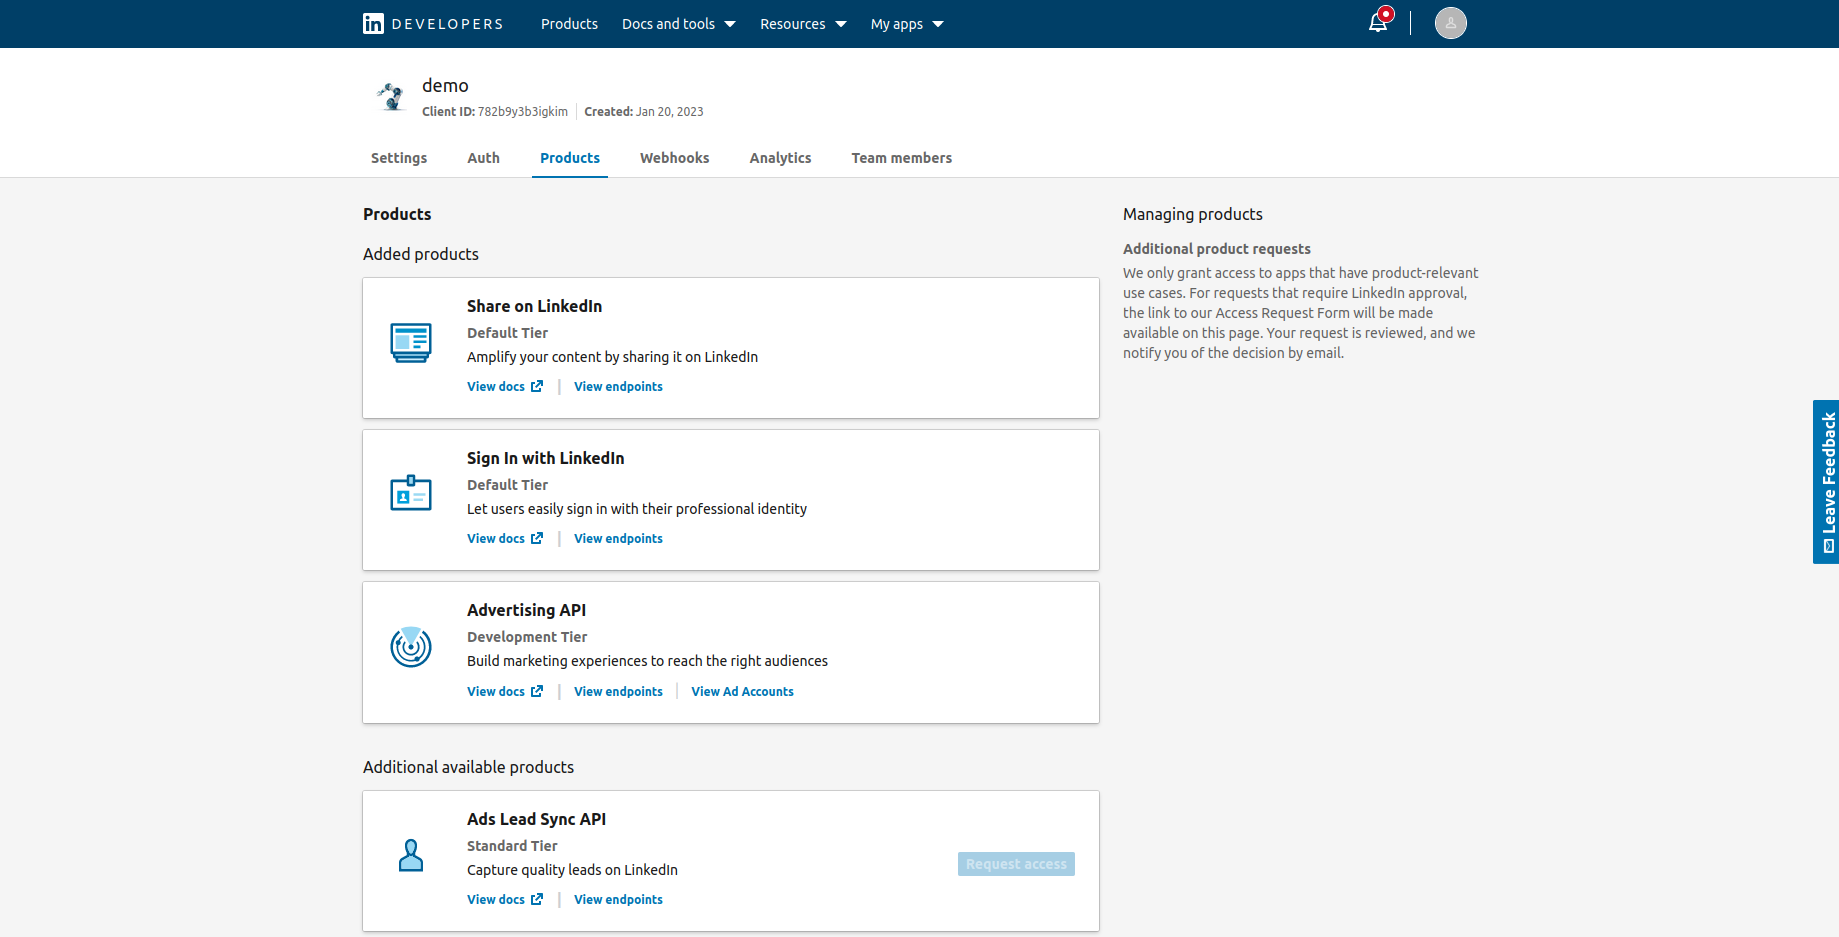 in DEVELOPERS Products Docs and tools Resources My apps
demo
Client ID: 782b9y3b3igkim Created: Jan 20, 2023
Settings Auth Products Webhooks Analytics Team members
Products
Added products
Share on LinkedIn
Default Tier
Amplify your content by sharing it on LinkedIn
View docs View endpoints
Sign In with LinkedIn
Default Tier
Let users easily sign in with their professional identity
View docs View endpoints
Advertising API
Development Tier
Build marketing experiences to reach the right audiences
View docs View endpoints View Ad Accounts
Additional available products
Ads Lead Sync API
Standard Tier
Capture quality leads on LinkedIn
Request access
View docs View endpoints
Managing products
Additional product requests
We only grant access to apps that have product-relevant
use cases. For requests that require LinkedIn approval,
the link to our Access Request Form will be made
available on this page. Your request is reviewed, and we
notify you of the decision by email.
Leave Feedback